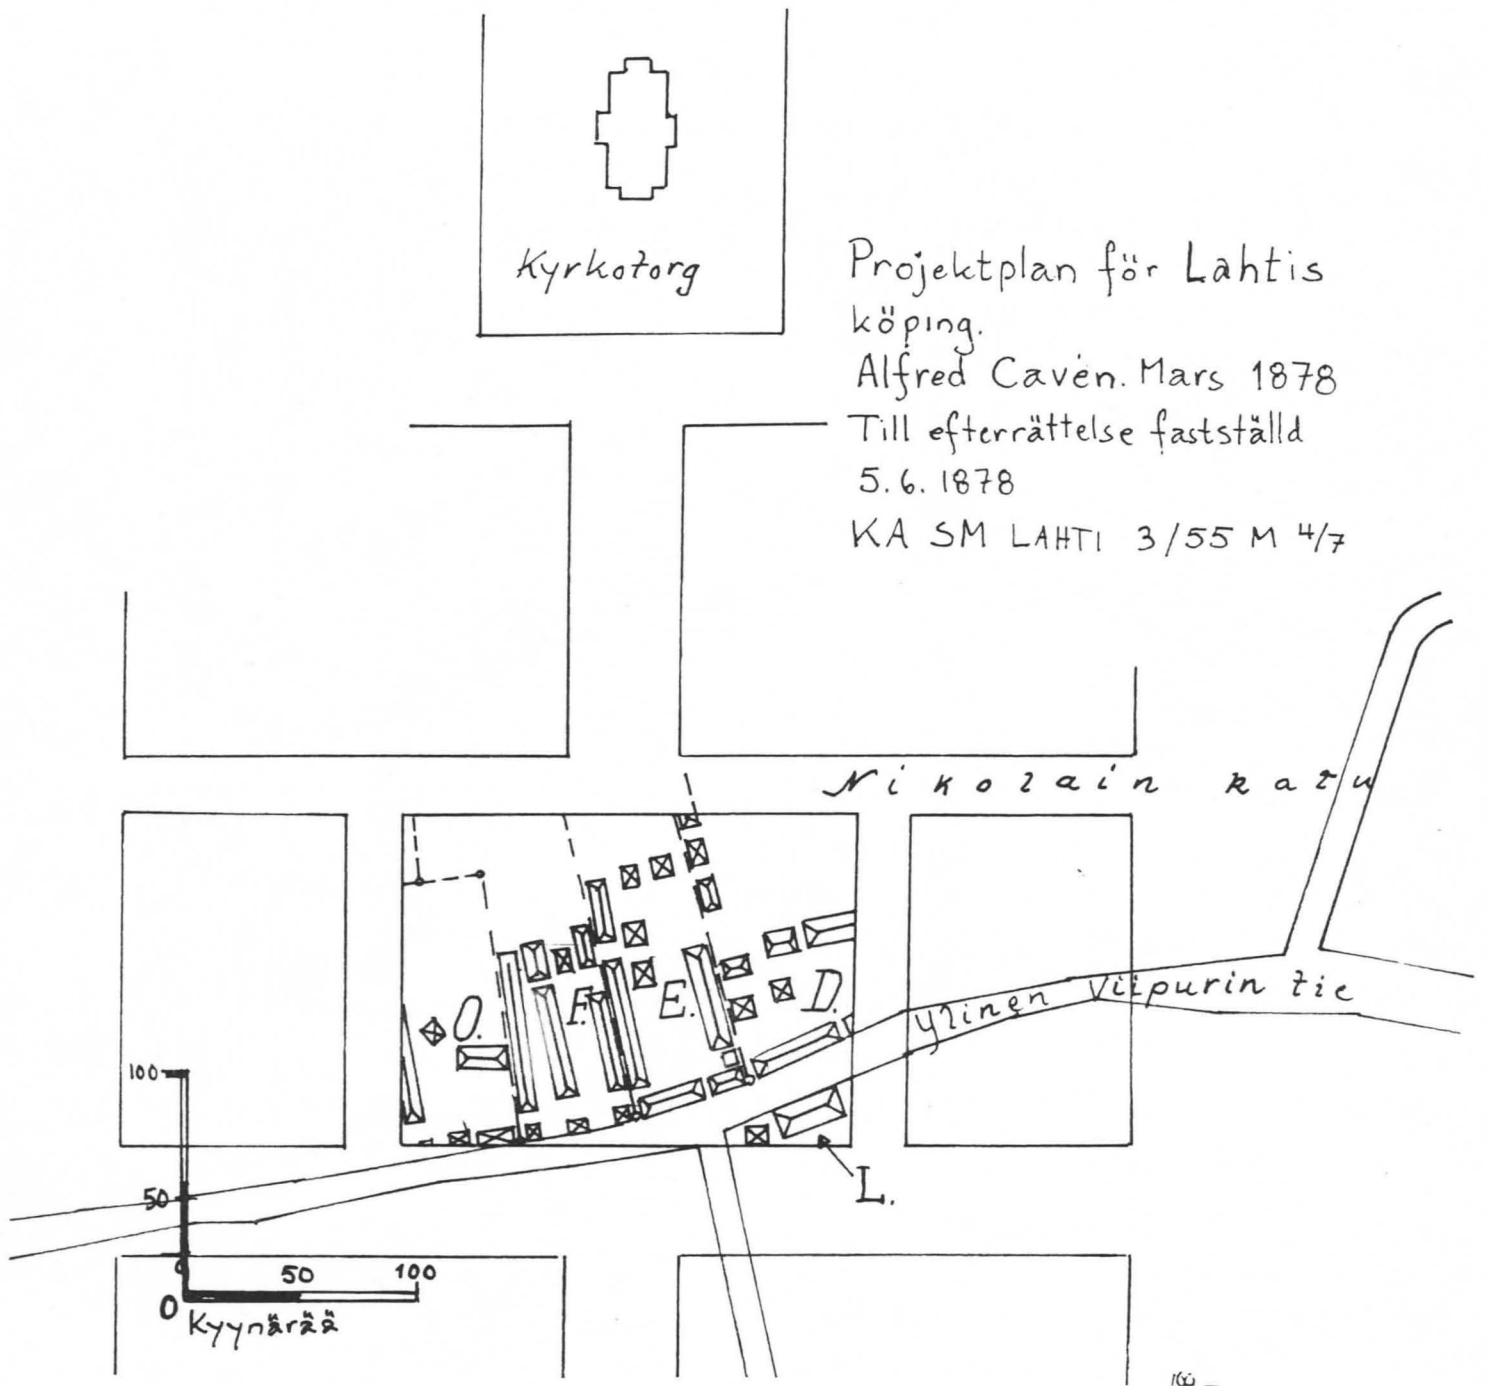 Kyrkotorg
Projektplan för Lahtis
köping.
Alfred Cavén. Mars 1878
Till efterrättelse fastställd
5.6.1878
KA SM LAHTI 3/55 M 4/7
Nikolain katu
O.
F.
E.
D.
Ylinen Viipurin tie
L.
100
50
0
0
50
100
Kyynärää